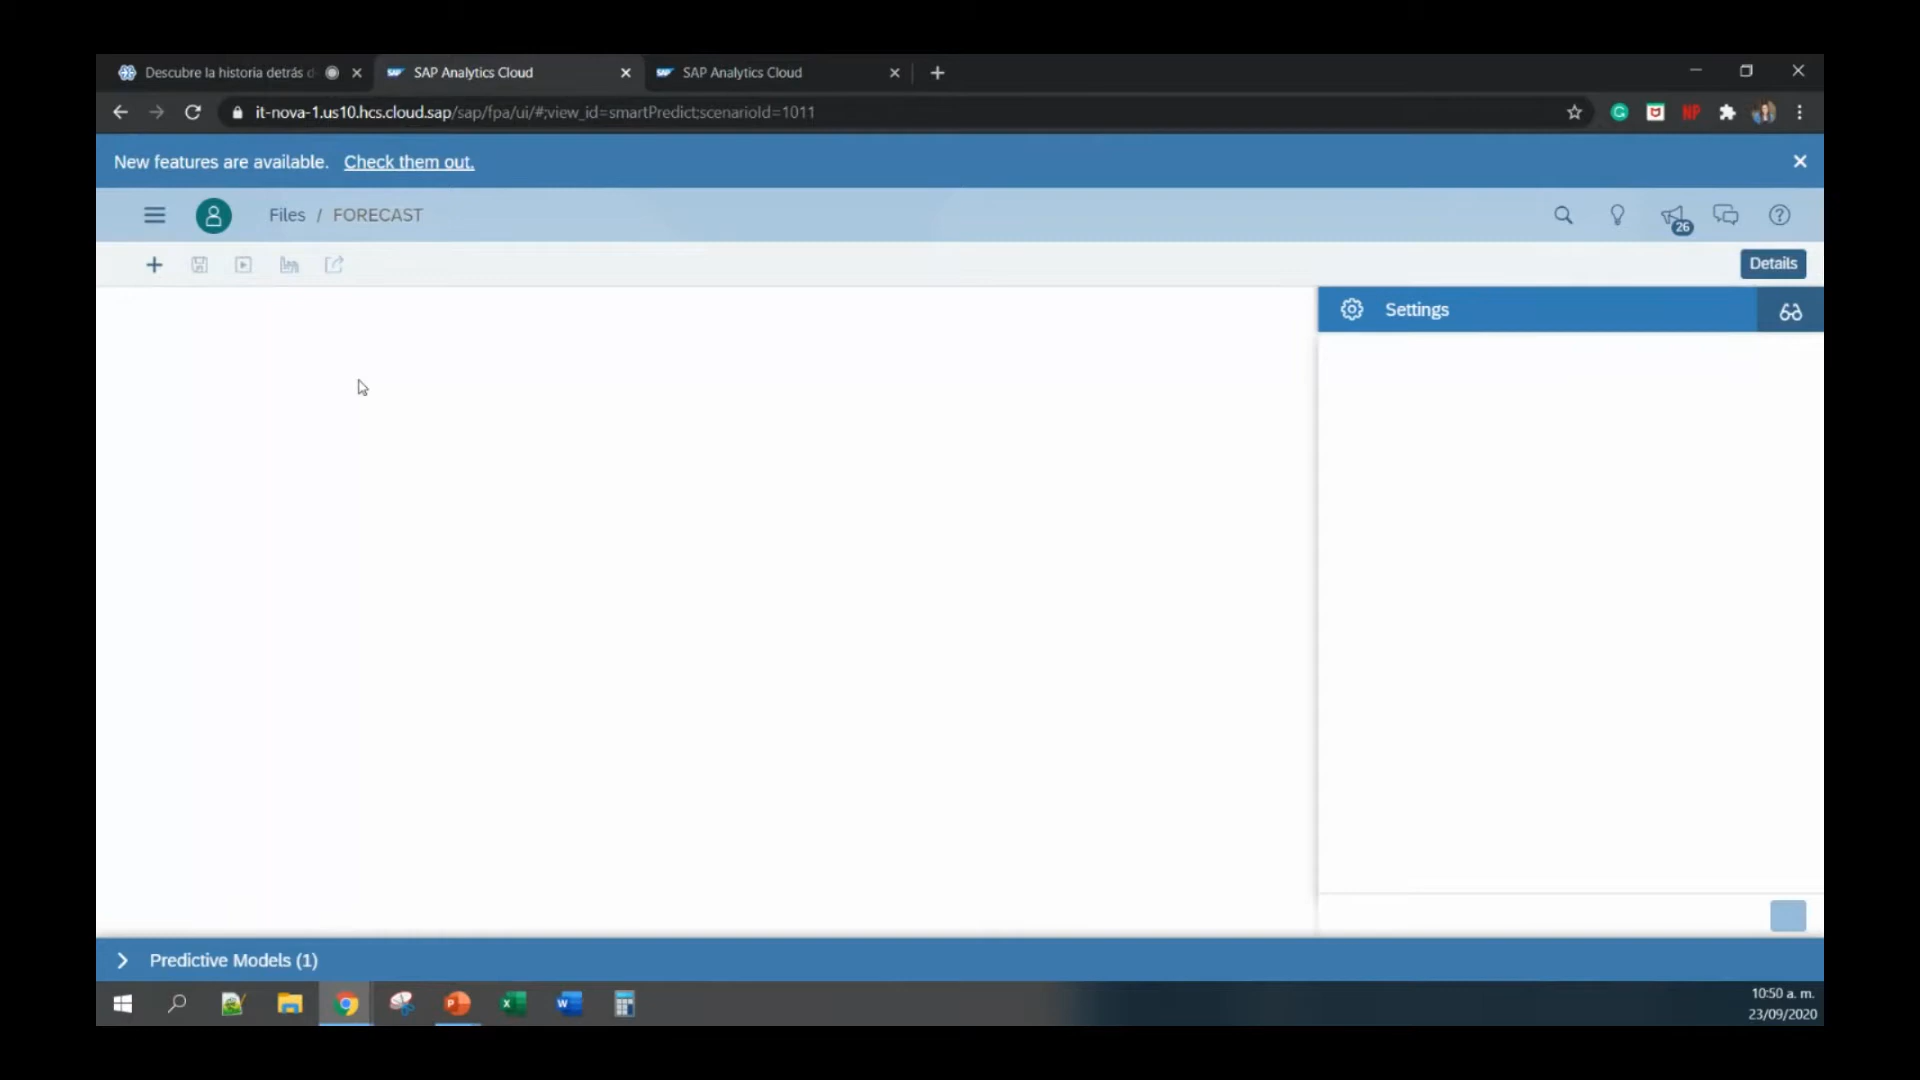 Descubre la historia detrás d
SAP Analytics Cloud
SAP Analytics Cloud
it-nova-1.us10.hcs.cloud.sap/sap/fpa/ui/#;view_id=smartPredict;scenarioId=1011
New features are available. Check them out.
Files / FORECAST
26
Details
Settings
Predictive Models (1)
10:50 a. m.
23/09/2020